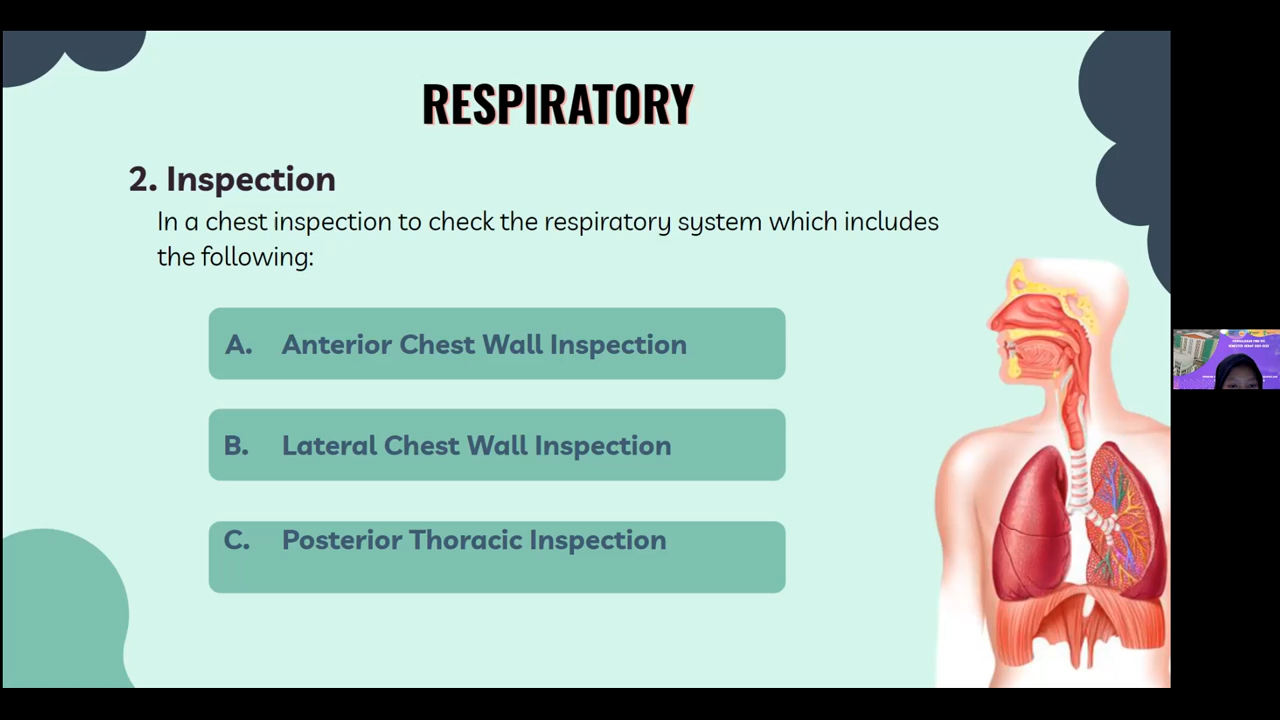 RESPIRATORY
2. Inspection
In a chest inspection to check the respiratory system which includes
the following:
A. Anterior Chest Wall Inspection
B. Lateral Chest Wall Inspection
C. Posterior Thoracic Inspection